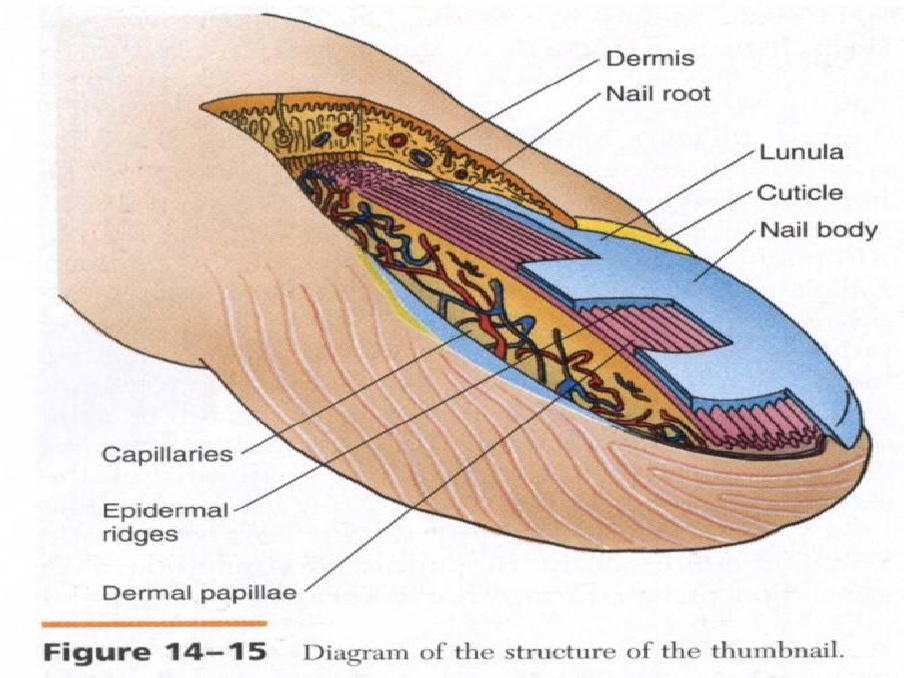 Dermis
Nail root
Lunula
Cuticle
Nail body
Capillaries
Epidermal
ridges
Dermal papillae
Figure 14–15 Diagram of the structure of the thumbnail.